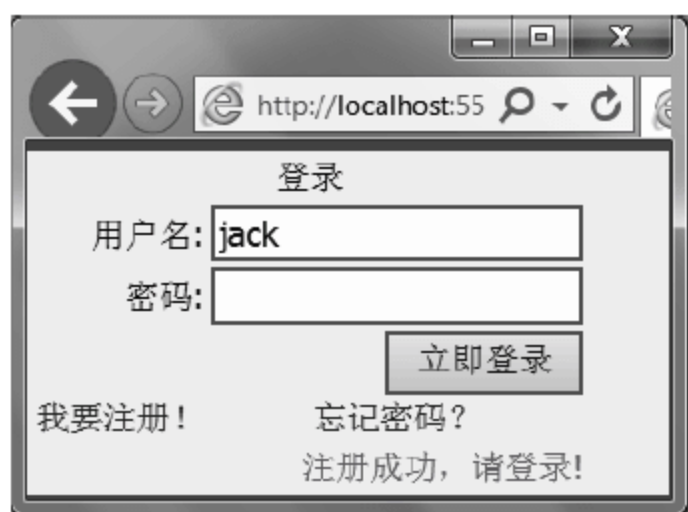 http://localhost:55
登录
用户名: jack
密码:
立即登录
我要注册! 忘记密码?
注册成功，请登录!